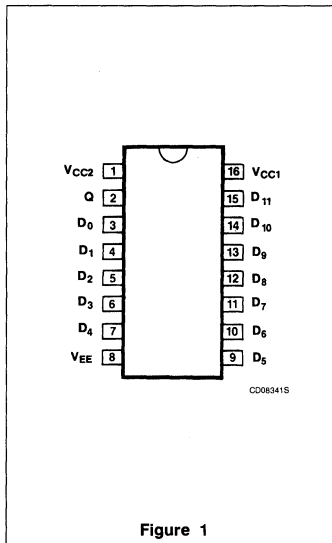 VCC2 1 16 VCC1
Q 2 15 D11
D0 3 14 D10
D1 4 13 D9
D2 5 12 D8
D3 6 11 D7
D4 7 10 D6
VEE 8 9 D5
CD08341S
Figure 1